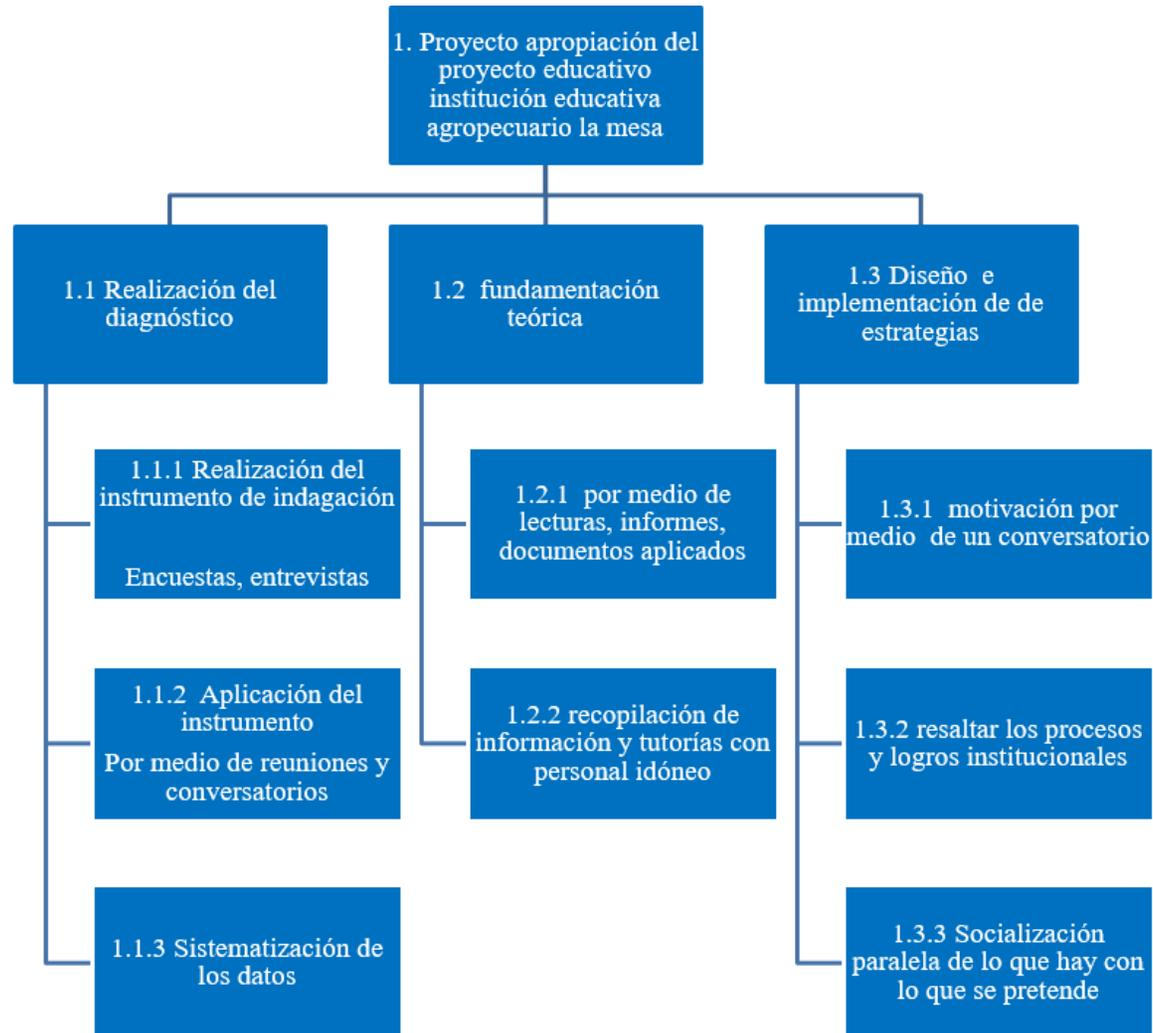 1. Proyecto apropiación del
proyecto educativo
institución educativa
agropecuario la mesa
1.1 Realización del
diagnóstico
1.2 fundamentación
teórica
1.3 Diseño e
implementación de de
estrategias
1.1.1 Realización del
instrumento de indagación
Encuestas, entrevistas
1.2.1 por medio de
lecturas, informes,
documentos aplicados
1.3.1 motivación por
medio de un conversatorio
1.1.2 Aplicación del
instrumento
Por medio de reuniones y
conversatorios
1.2.2 recopilación de
información y tutorías con
personal idóneo
1.3.2 resaltar los procesos
y logros institucionales
1.1.3 Sistematización de
los datos
1.3.3 Socialización
paralela de lo que hay con
lo que se pretende